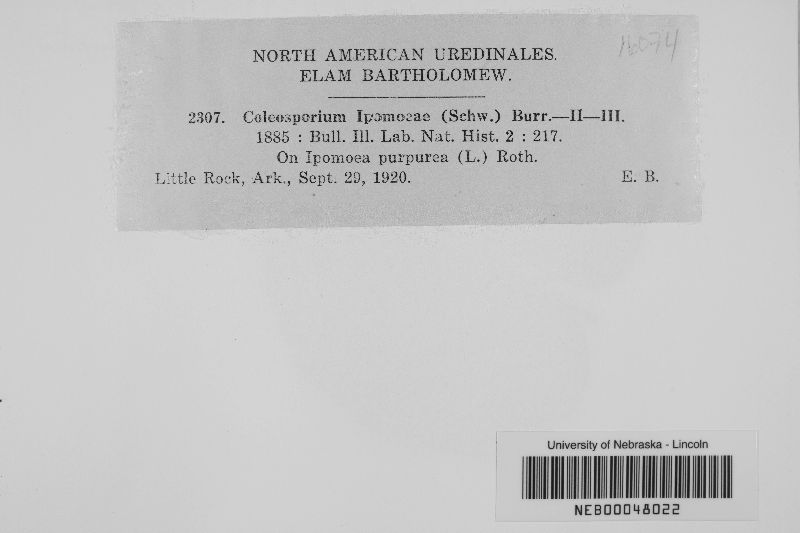 16074
NORTH AMERICAN UREDINALES.
ELAM BARTHOLOMEW.
2307. Coleosporium Ipomoeae (Schw.) Burr.—II—III.
1885 : Bull. Ill. Lab. Nat. Hist. 2 : 217.
On Ipomoea purpurea (L.) Roth.
Little Rock, Ark., Sept. 29, 1920. E. B.
University of Nebraska - Lincoln
NEB00048022